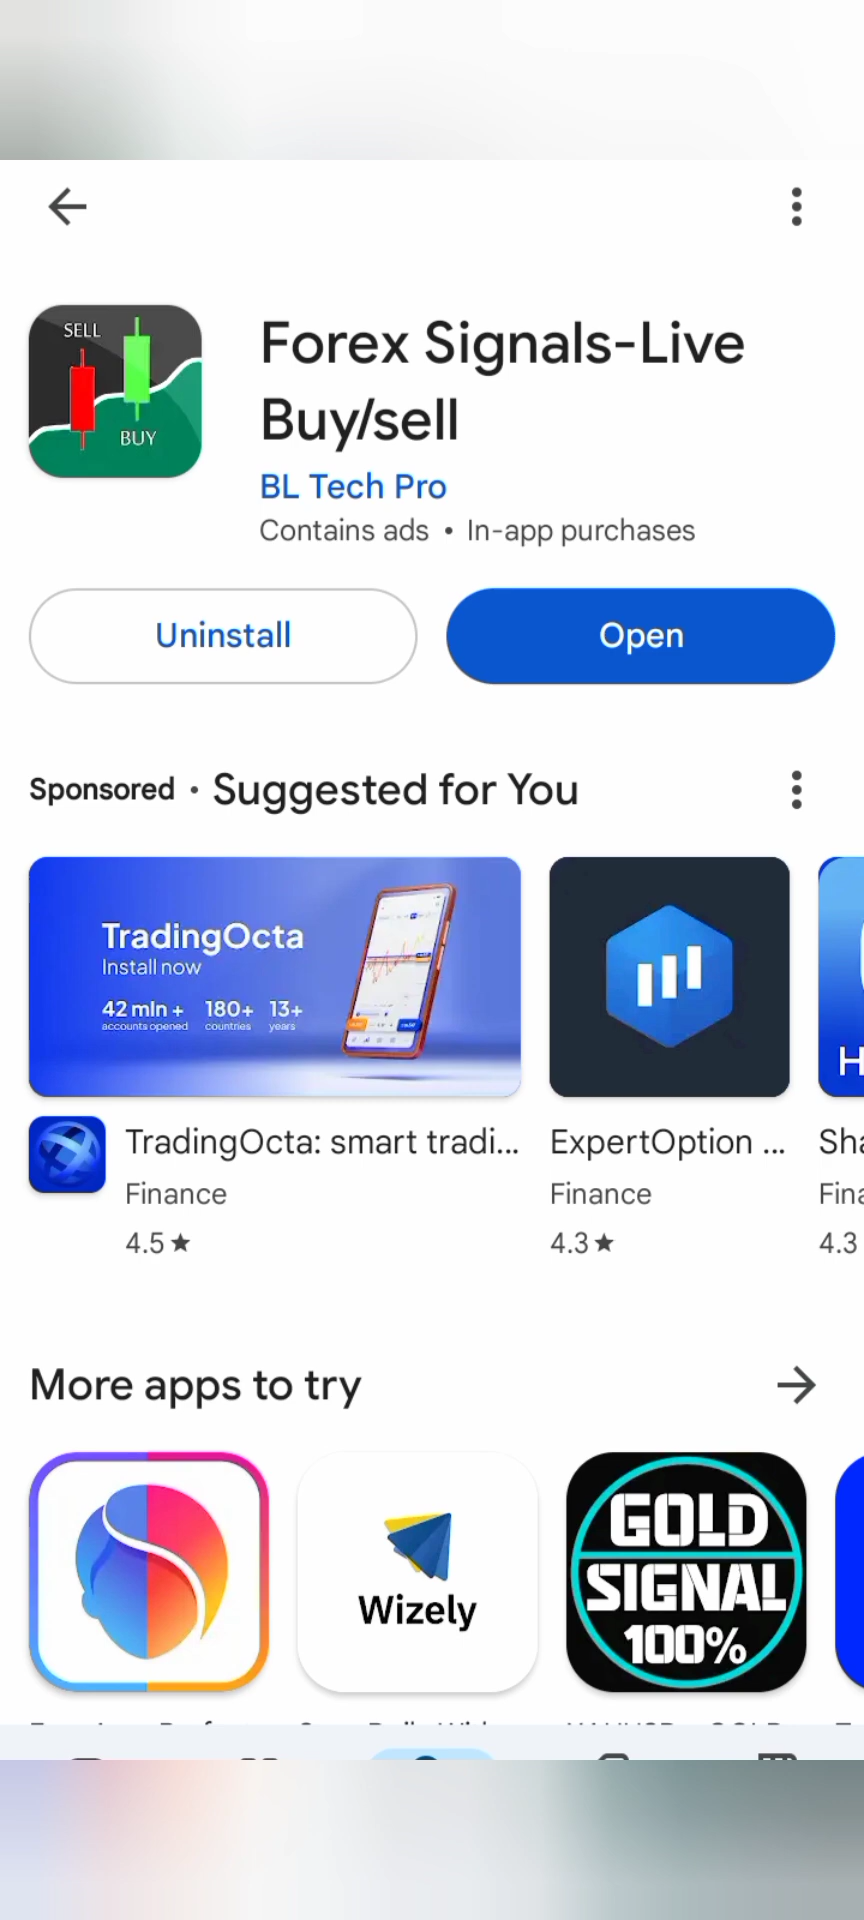 SELL
BUY
Forex Signals-Live
Buy/sell
BL Tech Pro
Contains ads • In-app purchases
Uninstall
Open
Sponsored • Suggested for You
TradingOcta
Install now
42 mln + 180+ 13+
accounts opened countries years
H
TradingOcta: smart tradi...
Finance
4.5 ★
ExpertOption ...
Finance
4.3 ★
Sha
Fina
4.3
More apps to try
Wizely
GOLD
SIGNAL
100%